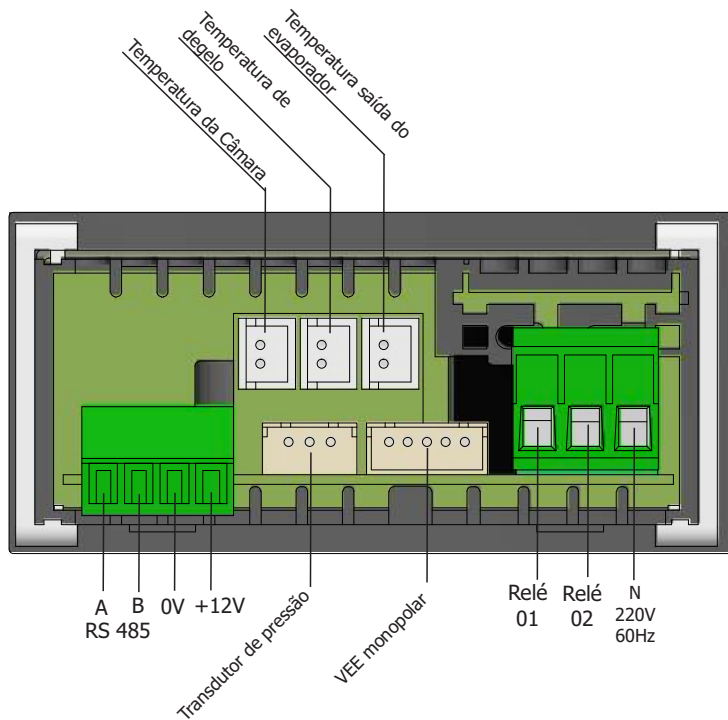 Temperatura da Câmara
Temperatura de
degelo
Temperatura saída do
evaporador
A
B
0V
+12V
RS 485
Transdutor de pressão
VEE monopolar
Relé
01
Relé
02
N
220V
60Hz